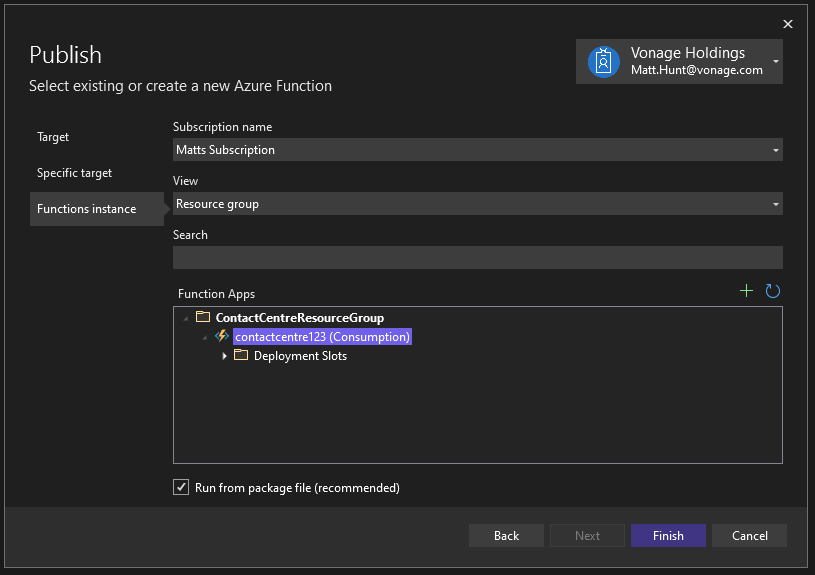 Publish
Select existing or create a new Azure Function
Vonage Holdings
Matt.Hunt@vonage.com
Target
Specific target
Functions instance
Subscription name
Matts Subscription
View
Resource group
Search
Function Apps
ContactCentreResourceGroup
contactcentre123 (Consumption)
Deployment Slots
Run from package file (recommended)
Back
Next
Finish
Cancel